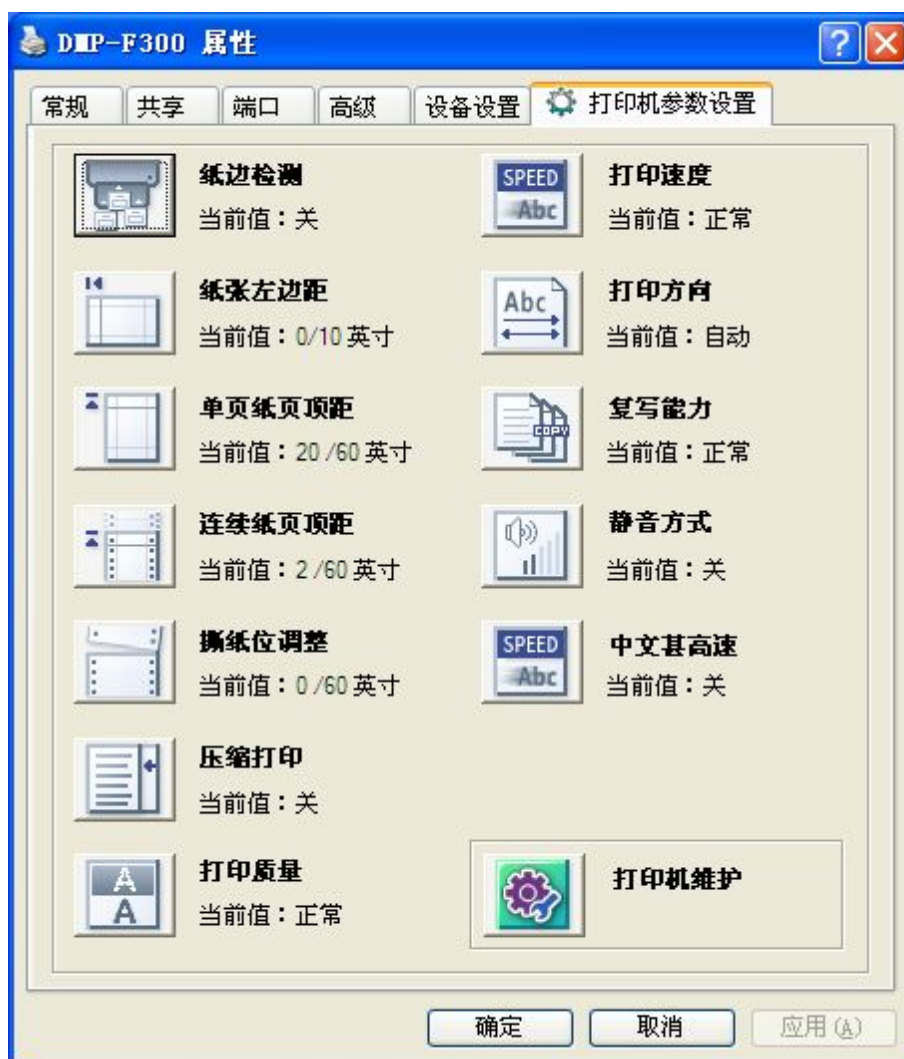 DMP-F300 属性
常规 共享 端口 高级 设备设置 打印机参数设置
纸边检测
当前值：关
纸张左边距
当前值：0/10 英寸
单页纸页顶距
当前值：20 /60 英寸
连续纸页顶距
当前值：2 /60 英寸
撕纸位调整
当前值：0 /60 英寸
压缩打印
当前值：关
A
A
打印质量
当前值：正常
SPEED
Abc
打印速度
当前值：正常
Abc
打印方向
当前值：自动
COPY
复写能力
当前值：正常
静音方式
当前值：关
SPEED
Abc
中文甚高速
当前值：关
打印机维护
确定 取消 应用(A)